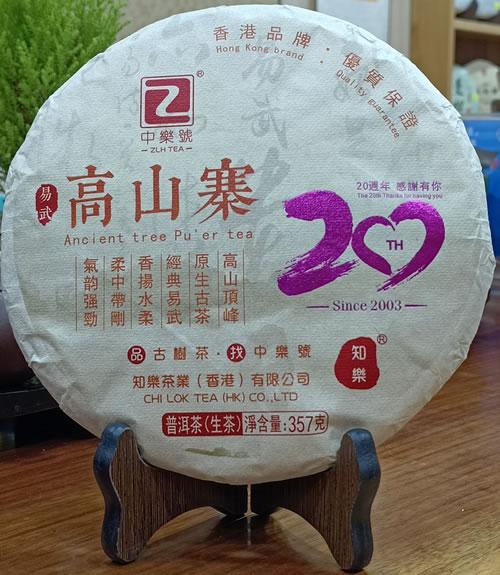 香港品牌·優質保證
Hong Kong brand · Quality guarantee
Z
®
中樂號
ZLH TEA
易武
高山寨
Ancient tree Pu'er tea
20週年 感謝有你
The 20th Thanks for having you
20TH
Since 2003
高山頂峰
原生古茶
經典易武
香揚水柔
柔中帶剛
氣韵强勁
品古樹茶·找中樂號
知樂
®
知樂茶業(香港)有限公司
CHI LOK TEA (HK) CO.,LTD
普洱茶(生茶)淨含量:357克